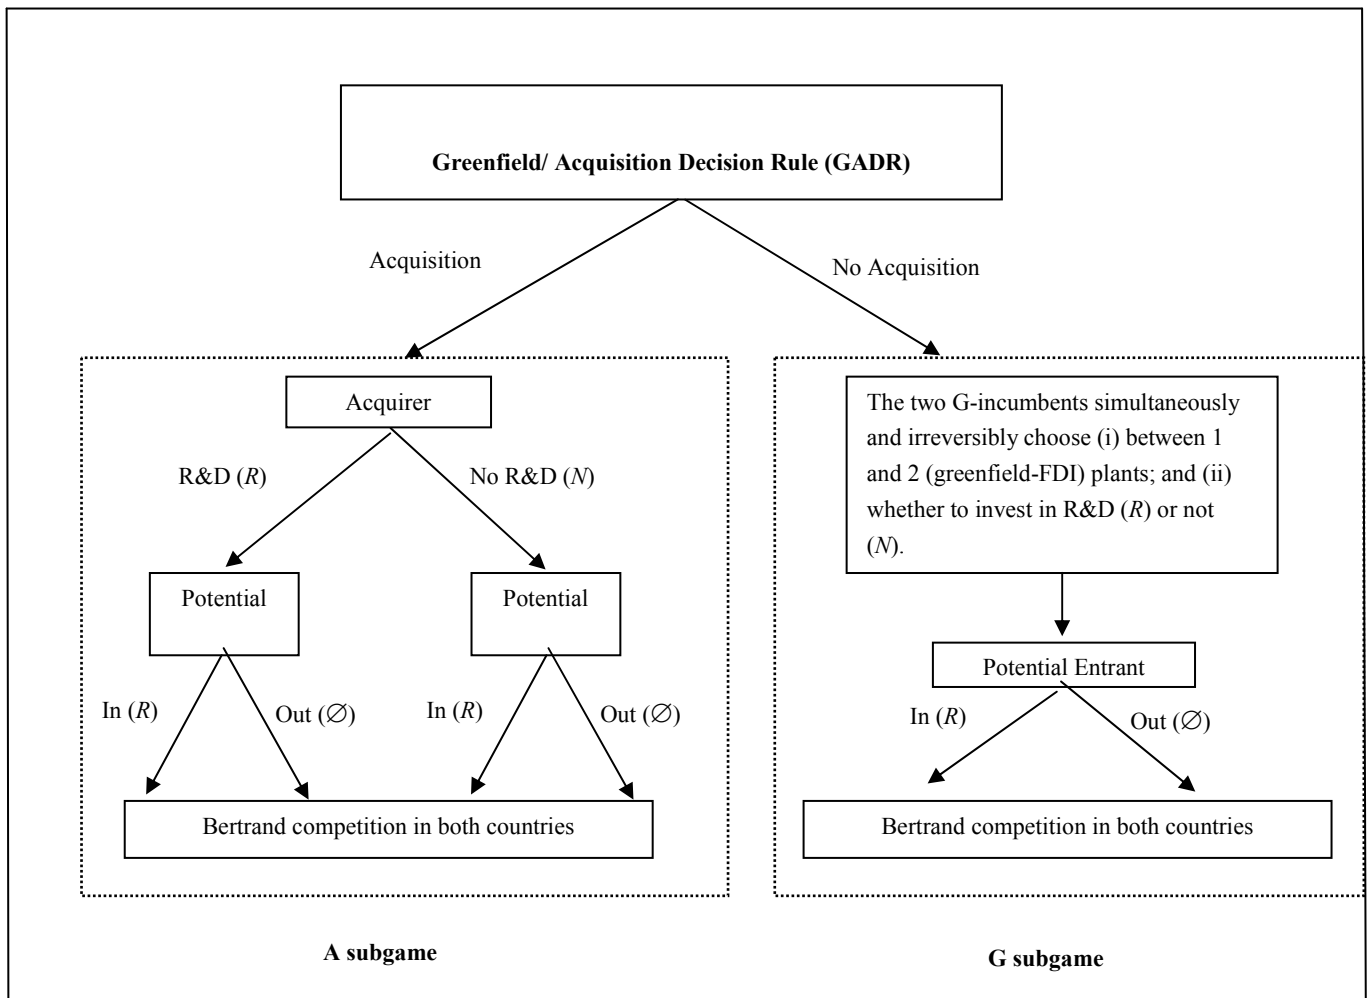 Greenfield/ Acquisition Decision Rule (GADR)
Acquisition
No Acquisition
Acquirer
R&D (R)
No R&D (N)
Potential
Potential
In (R)
Out (∅)
In (R)
Out (∅)
Bertrand competition in both countries
A subgame
The two G-incumbents simultaneously
and irreversibly choose (i) between 1
and 2 (greenfield-FDI) plants; and (ii)
whether to invest in R&D (R) or not
(N).
Potential Entrant
In (R)
Out (∅)
Bertrand competition in both countries
G subgame